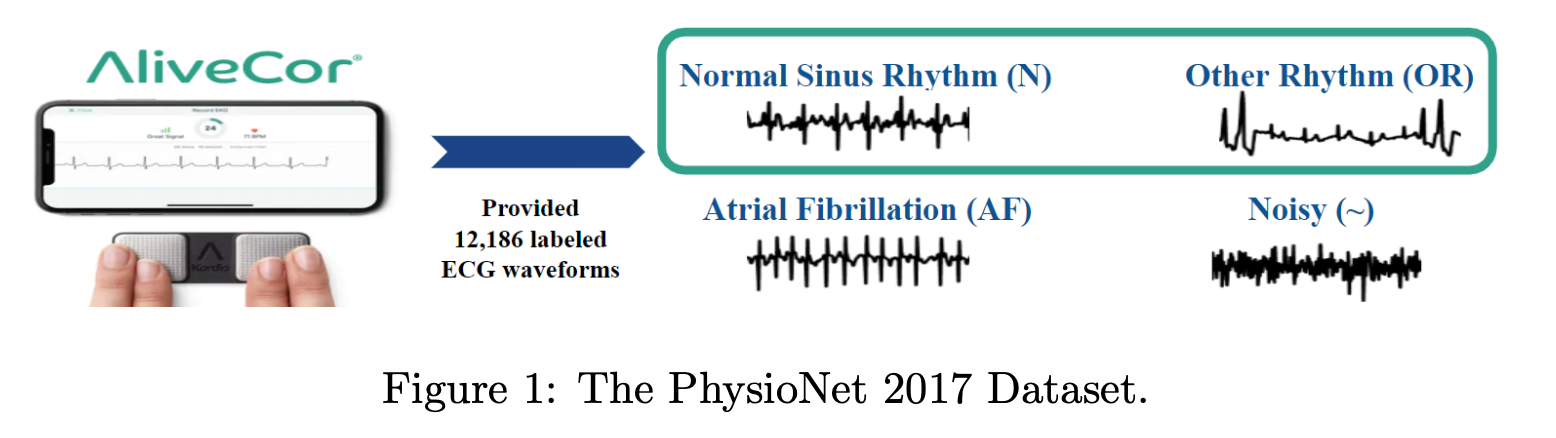 AliveCor®
Record EKG
24
Great Signal
71 BPM
Kardia
Provided
12,186 labeled
ECG waveforms
Normal Sinus Rhythm (N)
Other Rhythm (OR)
Atrial Fibrillation (AF)
Noisy (~)
Figure 1: The PhysioNet 2017 Dataset.